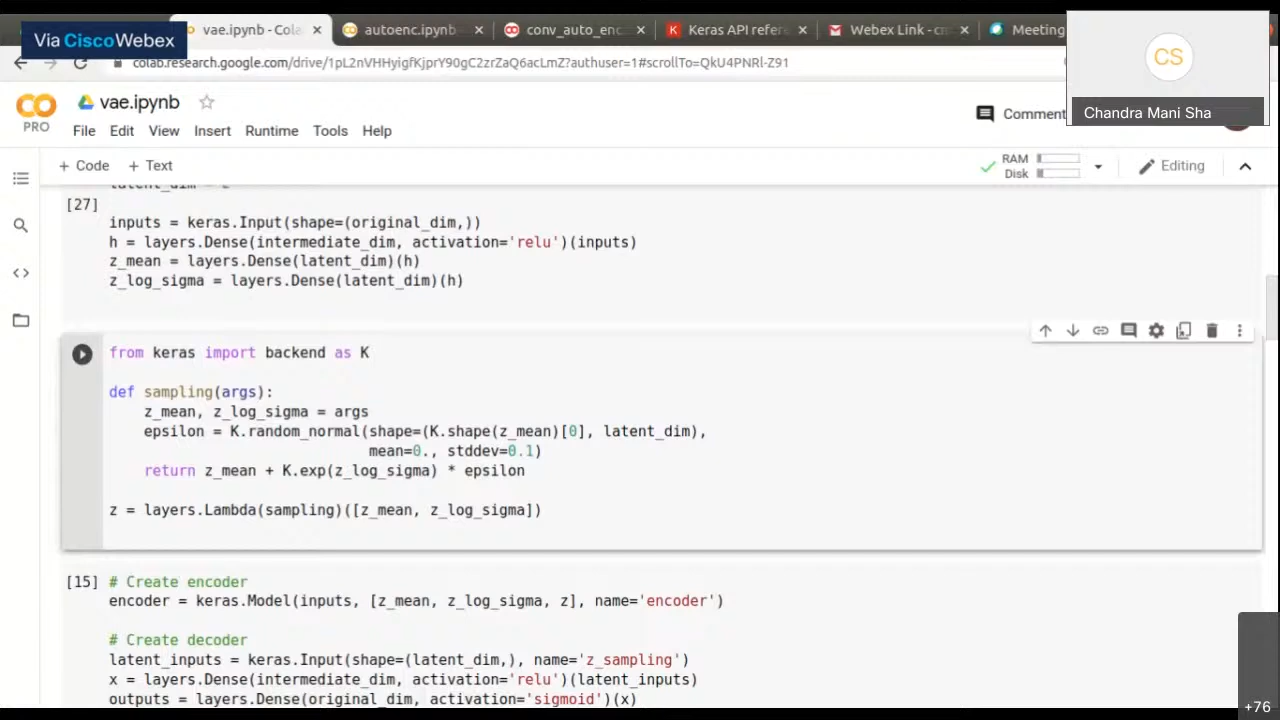 Via Cisco Webex
vae.ipynb - Cola
autoenc.ipynb
conv_auto_enc
Keras API refere
Webex Link - cm
Meeting
CS
Chandra Mani Sha
colab.research.google.com/drive/1pL2nVHHyigfKjprY90gC2zrZaQ6acLmZ?authuser=1#scrollTo=QkU4PNRl-Z91
PRO
vae.ipynb
Comment
File Edit View Insert Runtime Tools Help
+ Code + Text
RAM
Disk
Editing
latent_dim = 2
[27]
inputs = keras.Input(shape=(original_dim,))
h = layers.Dense(intermediate_dim, activation='relu')(inputs)
z_mean = layers.Dense(latent_dim)(h)
z_log_sigma = layers.Dense(latent_dim)(h)
from keras import backend as K
def sampling(args):
z_mean, z_log_sigma = args
epsilon = K.random_normal(shape=(K.shape(z_mean)[0], latent_dim),
mean=0., stddev=0.1)
return z_mean + K.exp(z_log_sigma) * epsilon
z = layers.Lambda(sampling)([z_mean, z_log_sigma])
[15] # Create encoder
encoder = keras.Model(inputs, [z_mean, z_log_sigma, z], name='encoder')
# Create decoder
latent_inputs = keras.Input(shape=(latent_dim,), name='z_sampling')
x = layers.Dense(intermediate_dim, activation='relu')(latent_inputs)
outputs = layers.Dense(original_dim, activation='sigmoid')(x)
+76